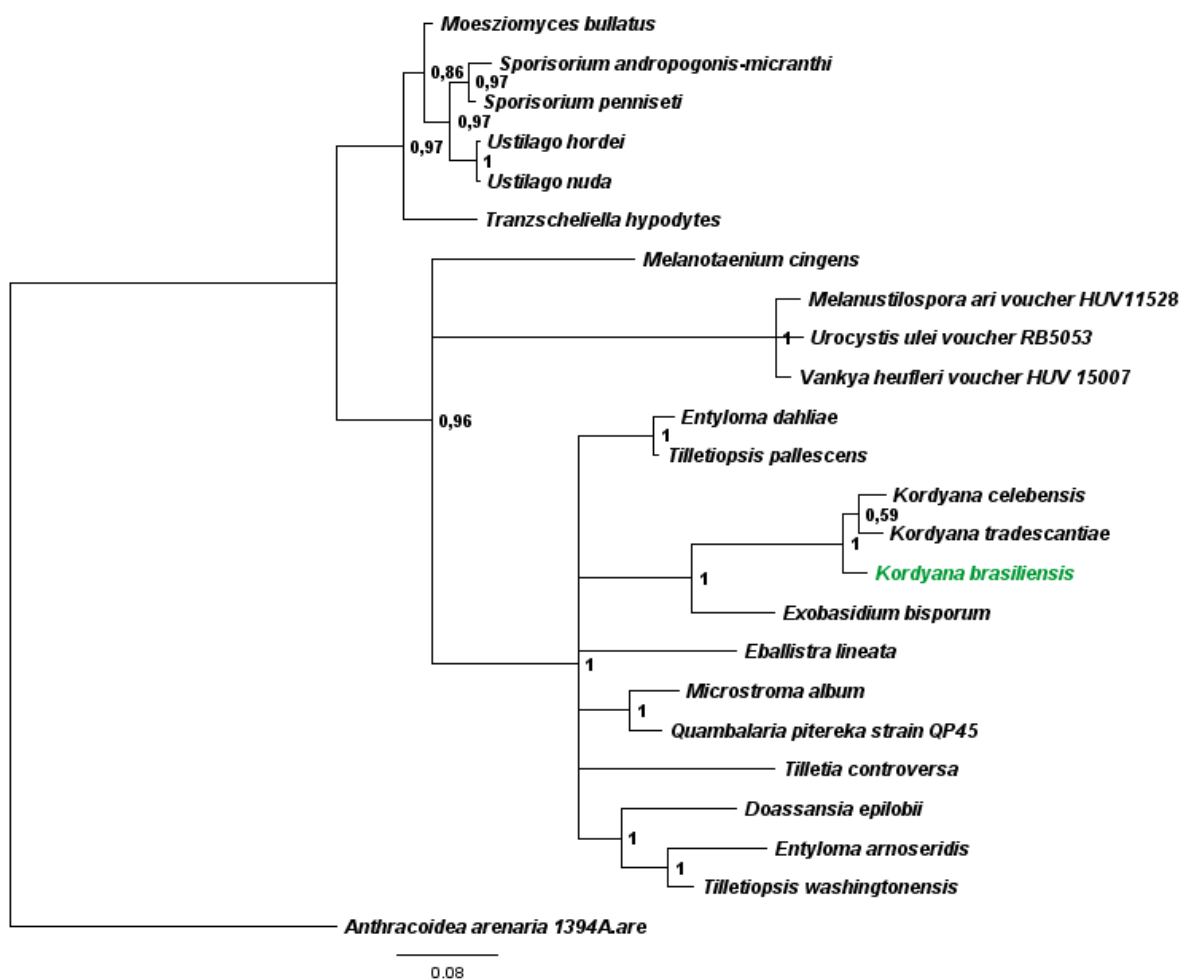 Moesziomyces bullatus
0,86
Sporisorium andropogonis-micranthi
0,97
Sporisorium penniseti
0,97
Ustilago hordei
0,97
1
Ustilago nuda
Tranzscheliella hypodytes
Melanotaenium cingens
Melanustilospora ari voucher HUV11528
1
Urocystis ulei voucher RB5053
Vankya heufleri voucher HUV 15007
0,96
Entyloma dahliae
1
Tilletiopsis pallescens
Kordyana celebensis
0,59
Kordyana tradescantiae
1
Kordyana brasiliensis
1
Exobasidium bisporum
Eballistra lineata
1
Microstroma album
1
Quambalaria pitereka strain QP45
Tilletia controversa
Doassansia epilobii
1
Entyloma arnoseridis
1
Tilletiopsis washingtonensis
Anthracoidea arenaria 1394A.are
0.08